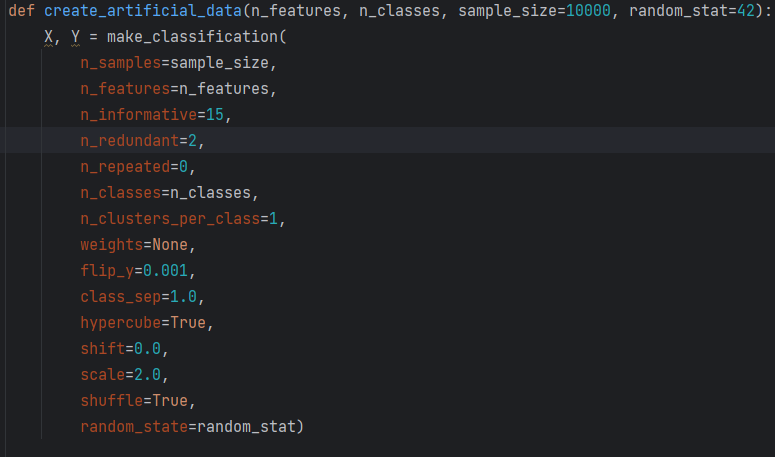 def create_artificial_data(n_features, n_classes, sample_size=10000, random_stat=42):
    X, Y = make_classification(
        n_samples=sample_size,
        n_features=n_features,
        n_informative=15,
        n_redundant=2,
        n_repeated=0,
        n_classes=n_classes,
        n_clusters_per_class=1,
        weights=None,
        flip_y=0.001,
        class_sep=1.0,
        hypercube=True,
        shift=0.0,
        scale=2.0,
        shuffle=True,
        random_state=random_stat)